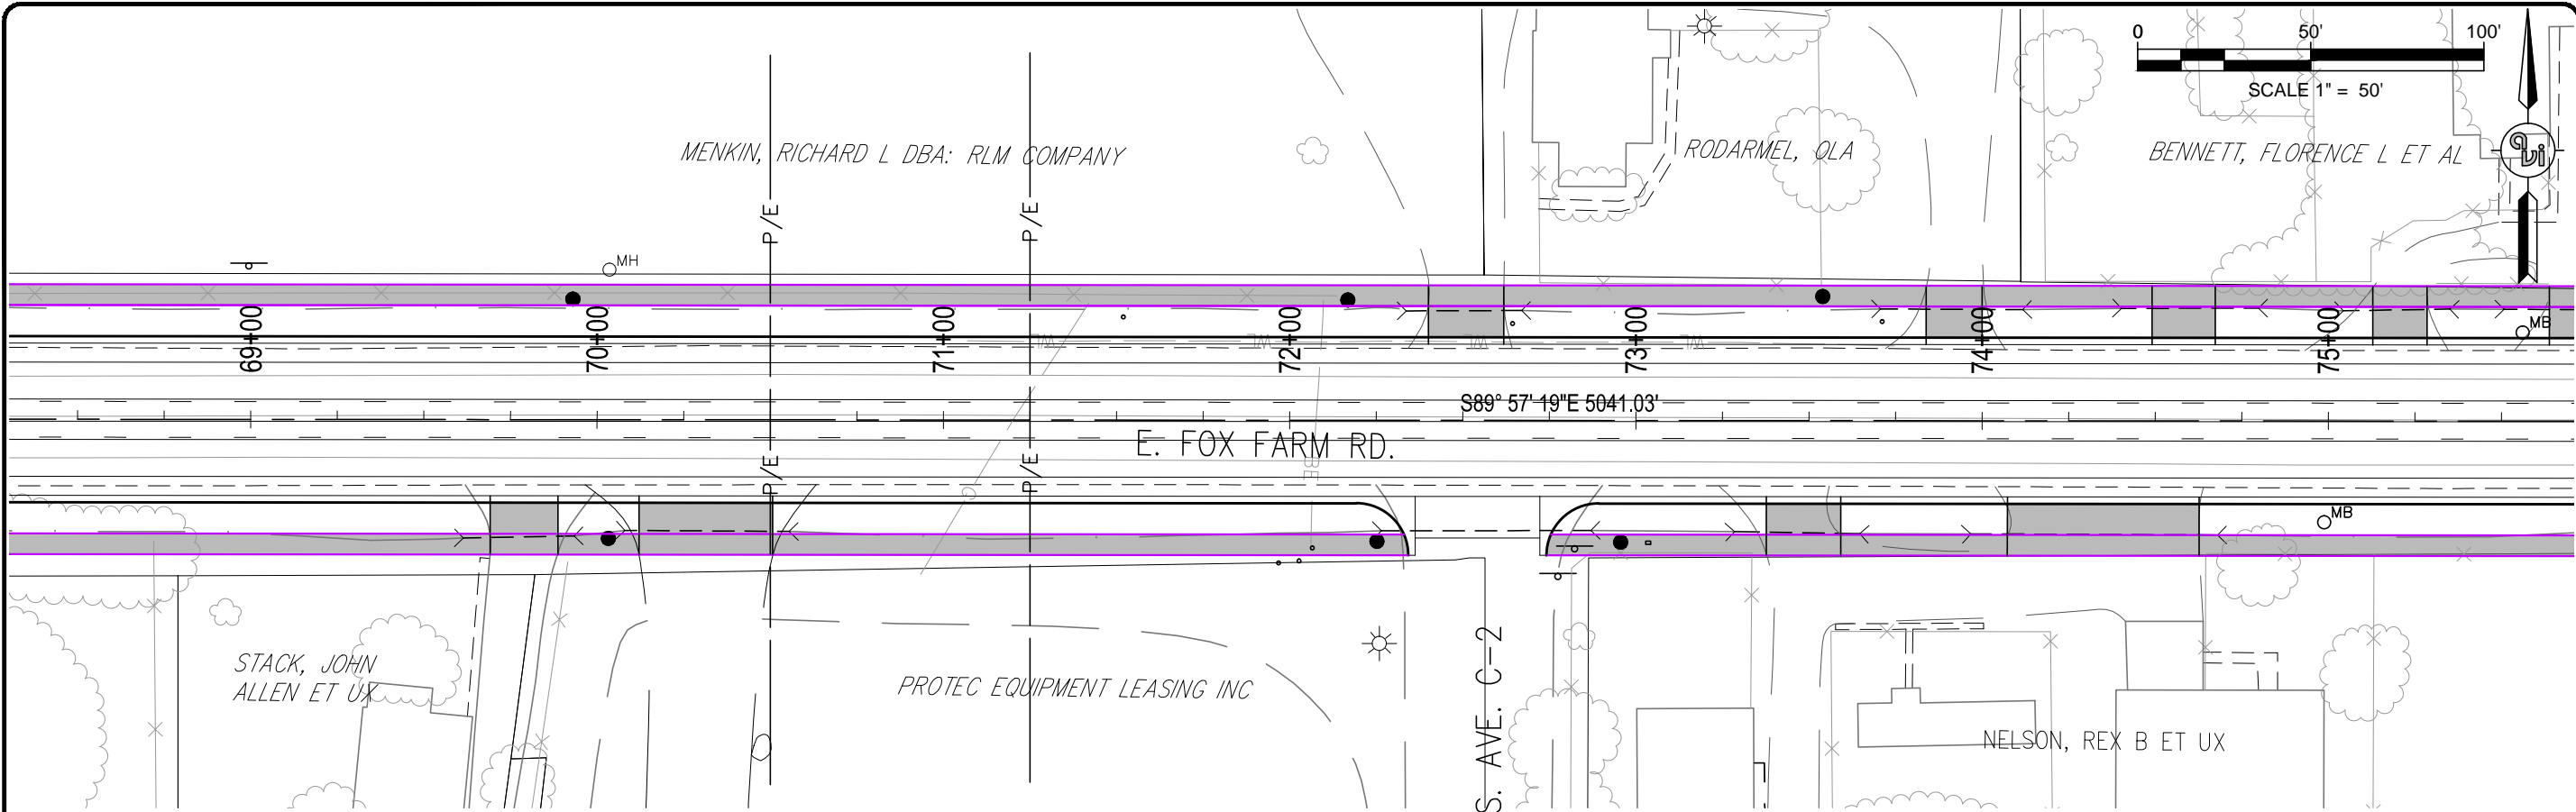 0 50' 100'
SCALE 1" = 50'
MENKIN, RICHARD L DBA: RLM COMPANY
RODARMEL, OLA
BENNETT, FLORENCE L ET AL
P/E
P/E
MH
69+00
70+00
71+00
72+00
73+00
74+00
75+00
MB
S89° 57' 19"E 5041.03'
E. FOX FARM RD.
P/E
P/E
G
MB
STACK, JOHN
ALLEN ET UX
PROTEC EQUIPMENT LEASING INC
S. AVE. C-2
NELSON, REX B ET UX